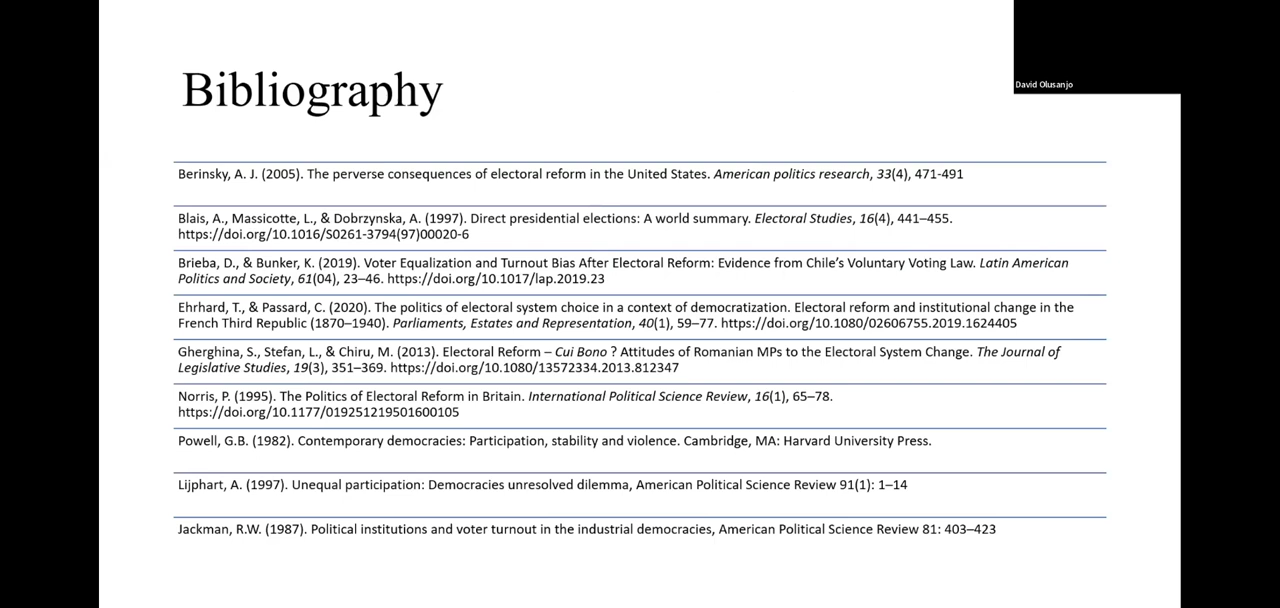 Bibliography
David Olusanjo
Berinsky, A. J. (2005). The perverse consequences of electoral reform in the United States. American politics research, 33(4), 471-491
Blais, A., Massicotte, L., & Dobrzynska, A. (1997). Direct presidential elections: A world summary. Electoral Studies, 16(4), 441–455.
https://doi.org/10.1016/S0261-3794(97)00020-6
Brieba, D., & Bunker, K. (2019). Voter Equalization and Turnout Bias After Electoral Reform: Evidence from Chile’s Voluntary Voting Law. Latin American
Politics and Society, 61(04), 23–46. https://doi.org/10.1017/lap.2019.23
Ehrhard, T., & Passard, C. (2020). The politics of electoral system choice in a context of democratization. Electoral reform and institutional change in the
French Third Republic (1870–1940). Parliaments, Estates and Representation, 40(1), 59–77. https://doi.org/10.1080/02606755.2019.1624405
Gherghina, S., Stefan, L., & Chiru, M. (2013). Electoral Reform – Cui Bono ? Attitudes of Romanian MPs to the Electoral System Change. The Journal of
Legislative Studies, 19(3), 351–369. https://doi.org/10.1080/13572334.2013.812347
Norris, P. (1995). The Politics of Electoral Reform in Britain. International Political Science Review, 16(1), 65–78.
https://doi.org/10.1177/019251219501600105
Powell, G.B. (1982). Contemporary democracies: Participation, stability and violence. Cambridge, MA: Harvard University Press.
Lijphart, A. (1997). Unequal participation: Democracies unresolved dilemma, American Political Science Review 91(1): 1–14
Jackman, R.W. (1987). Political institutions and voter turnout in the industrial democracies, American Political Science Review 81: 403–423